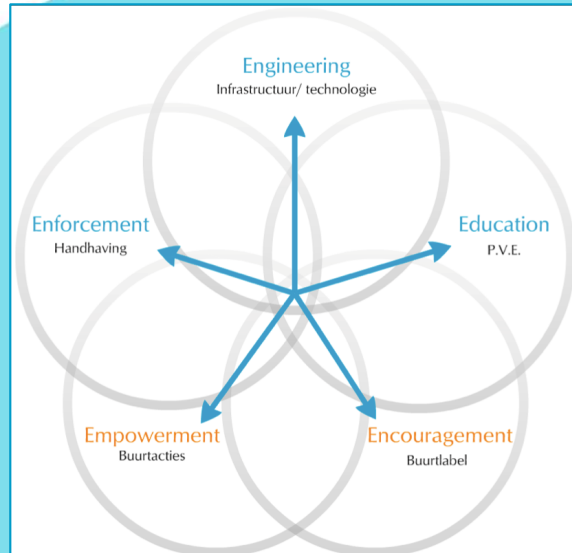 Engineering
Infrastructuur/ technologie
Enforcement
Handhaving
Education
P.V.E.
Empowerment
Buurtacties
Encouragement
Buurtlabel